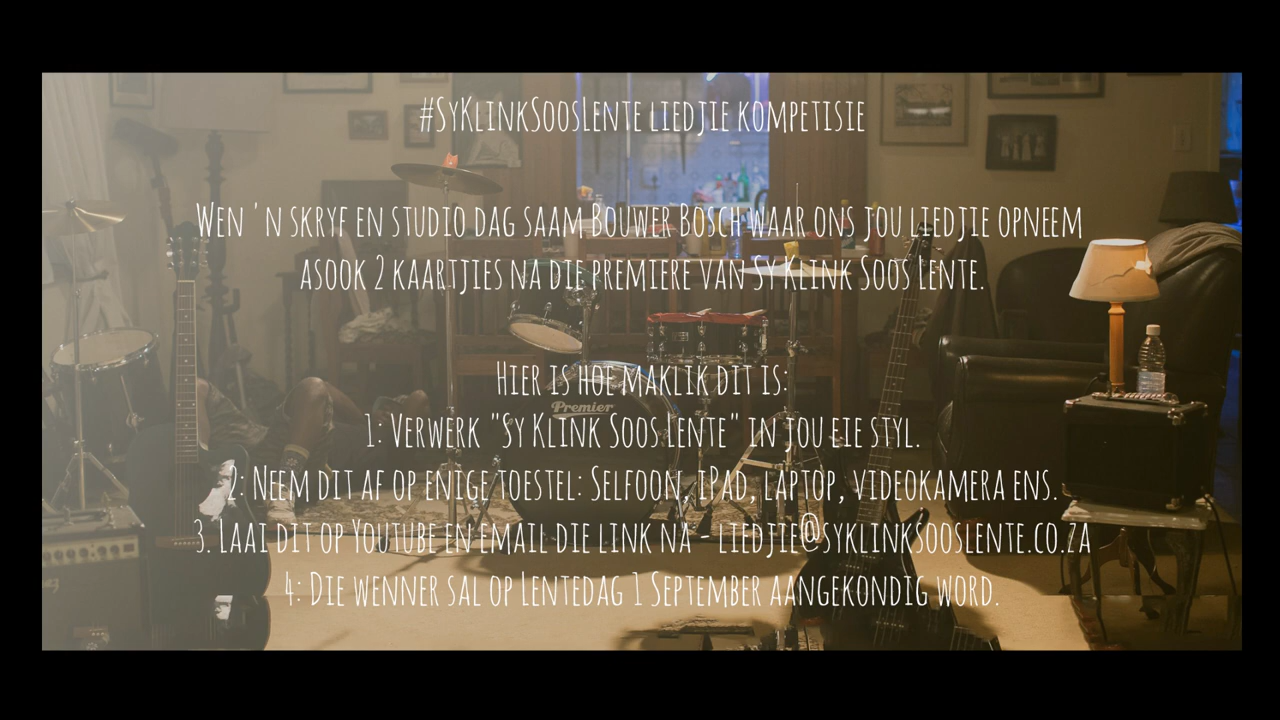 #SyKlinkSoosLente liedjie kompetisie
Wen 'n skryf en studio dag saam Bouwer Bosch waar ons jou liedjie opneem
asook 2 kaartjies na die premiere van Sy Klink Soos Lente.
Hier is hoe maklik dit is:
1: Verwerk "Sy Klink Soos Lente" in jou eie styl.
Premier
2: Neem dit af op enige toestel: Selfoon, iPad, laptop, videokamera ens.
3. Laai dit op Youtube en email die link na - liedjie@syklinksooslente.co.za
4: Die wenner sal op Lentedag 1 September aangekondig word.